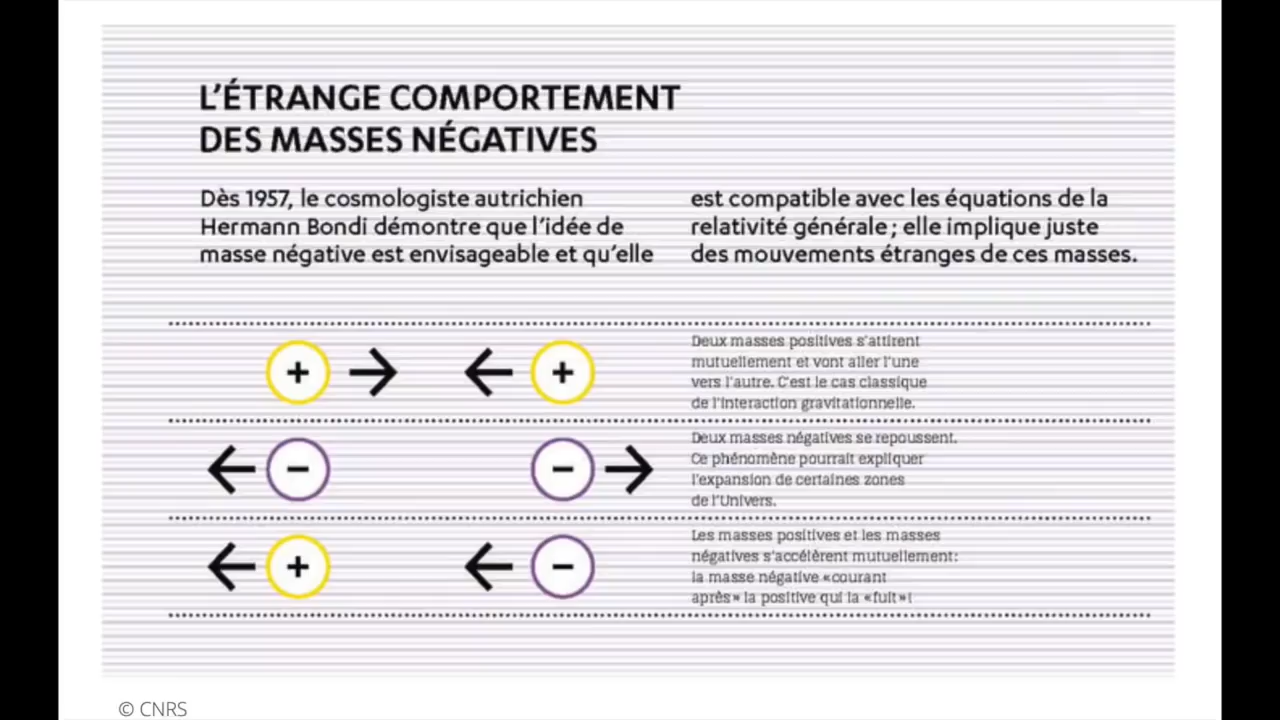 L'ÉTRANGE COMPORTEMENT
DES MASSES NÉGATIVES
Dès 1957, le cosmologiste autrichien
Hermann Bondi démontre que l'idée de
masse négative est envisageable et qu'elle
est compatible avec les équations de la
relativité générale ; elle implique juste
des mouvements étranges de ces masses.
+ +
Deux masses positives s'attirent
mutuellement et vont aller l'une
vers l'autre. C'est le cas classique
de l'interaction gravitationnelle.
− −
Deux masses négatives se repoussent.
Ce phénomène pourrait expliquer
l'expansion de certaines zones
de l'Univers.
+ −
Les masses positives et les masses
négatives s'accélèrent mutuellement:
la masse négative «courant
après» la positive qui la «fuit»!
© CNRS